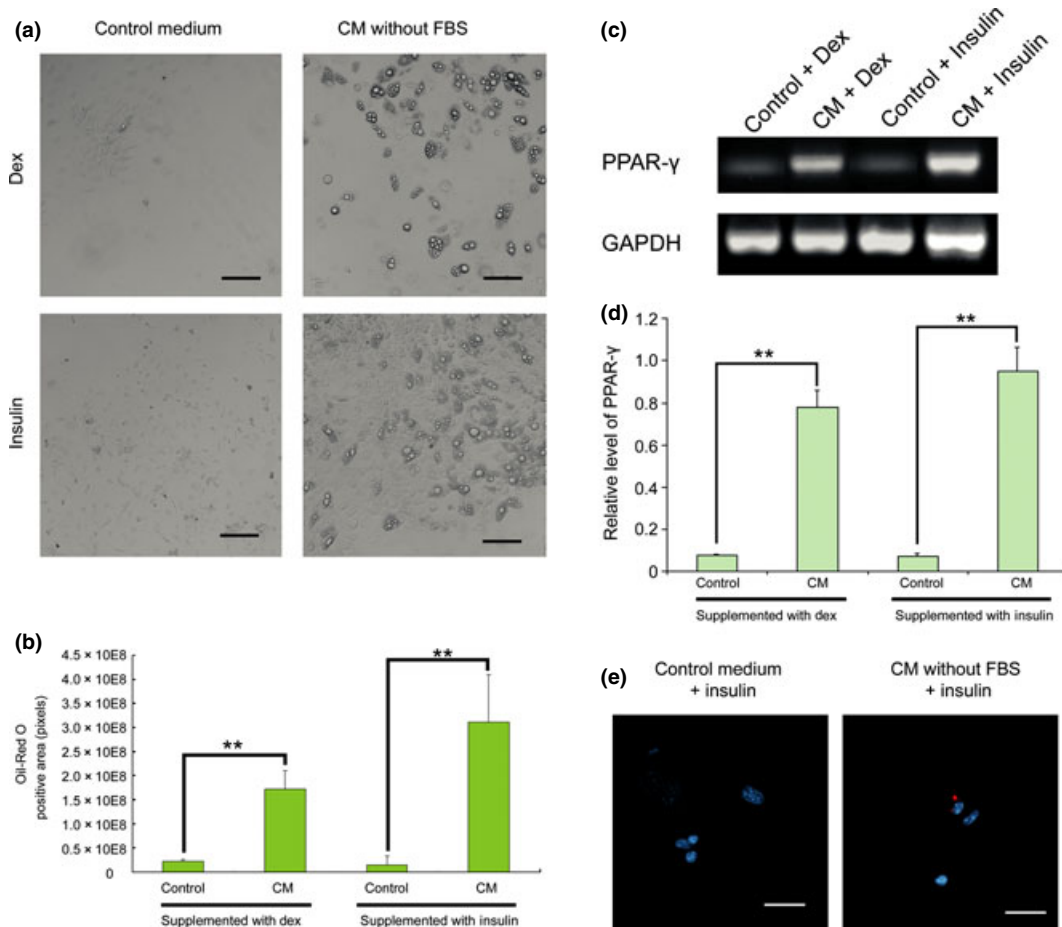 (a)
Control medium
CM without FBS
Dex
Insulin
(b)
4.5 × 10E8
4.0 × 10E8
3.5 × 10E8
3.0 × 10E8
2.5 × 10E8
2.0 × 10E8
1.5 × 10E8
1.0 × 10E8
0.5 × 10E8
0
Oil-Red O
positive area (pixels)
**
**
Control
CM
Control
CM
Supplemented with dex
Supplemented with insulin
(c)
Control + Dex
CM + Dex
Control + Insulin
CM + Insulin
PPAR-γ
GAPDH
(d)
Relative level of PPAR-γ
1.2
1.0
0.8
0.6
0.4
0.2
0
**
**
Control
CM
Control
CM
Supplemented with dex
Supplemented with insulin
(e)
Control medium
+ insulin
CM without FBS
+ insulin